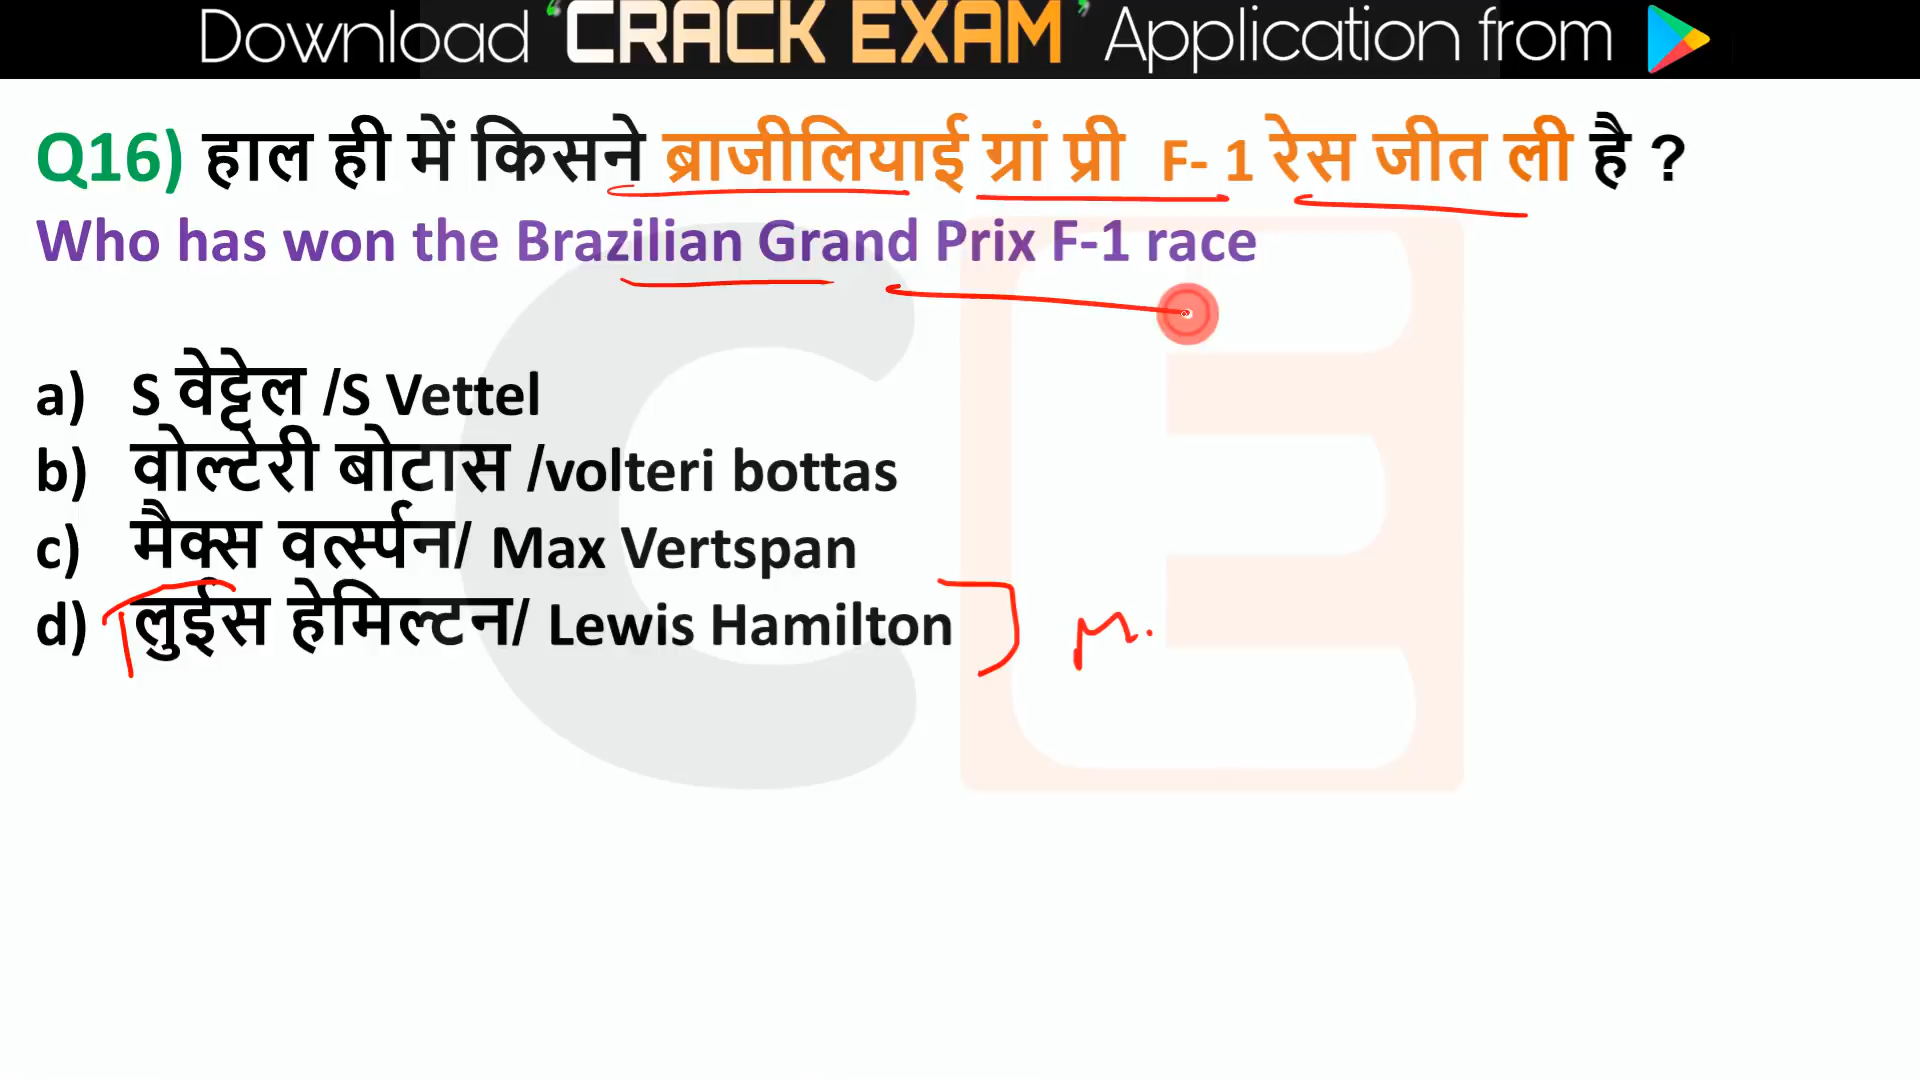 Download ‘CRACK EXAM’ Application from
Q16) हाल ही में किसने ब्राजीलियाई ग्रां प्री F- 1 रेस जीत ली है ?
Who has won the Brazilian Grand Prix F-1 race
a) S वेट्टेल /S Vettel
b) वोल्टेरी बोटास /volteri bottas
c) मैक्स वर्त्स्पन/ Max Vertspan
d) लुईस हेमिल्टन/ Lewis Hamilton
M.
CE